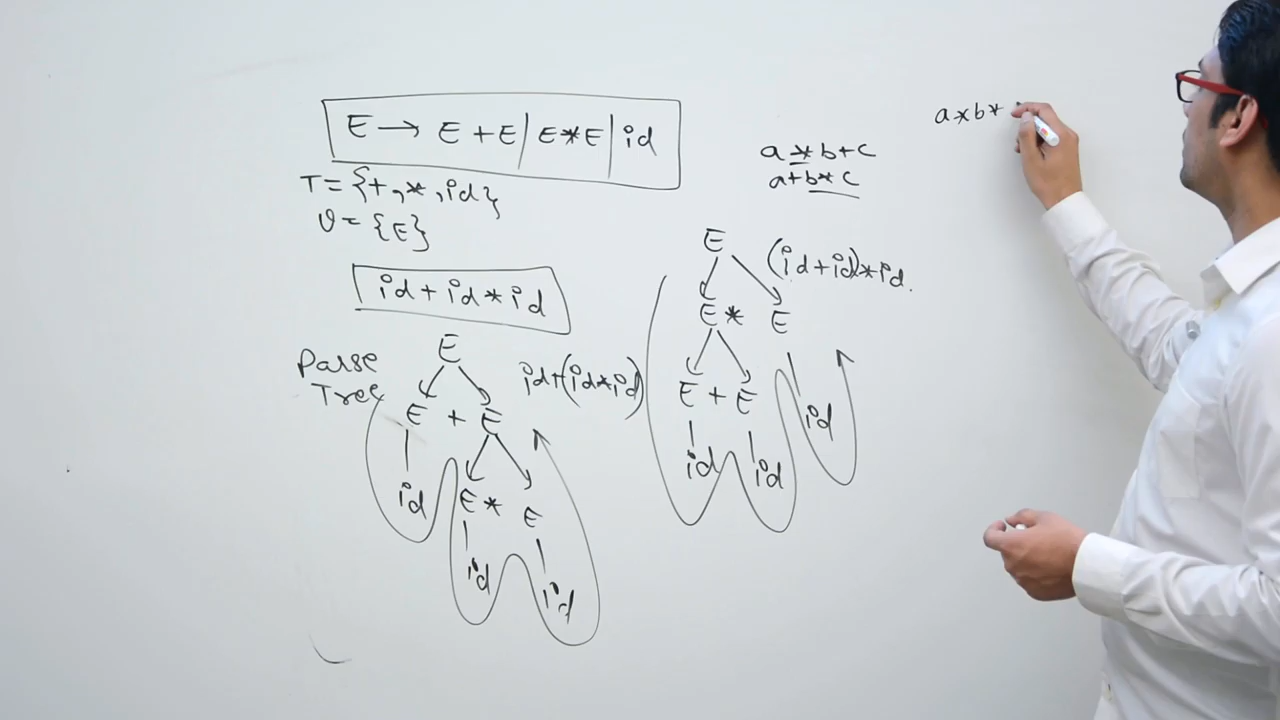 E → E + E | E * E | id
T = {+, *, id}
V = {E}
id + id * id
Parse
Tree
E
E + E
id
E * E
id
id
id+(id*id)
a * b + c
a + b * c
E
(id+id)*id.
E * E
E + E
id
id
id
a * b *